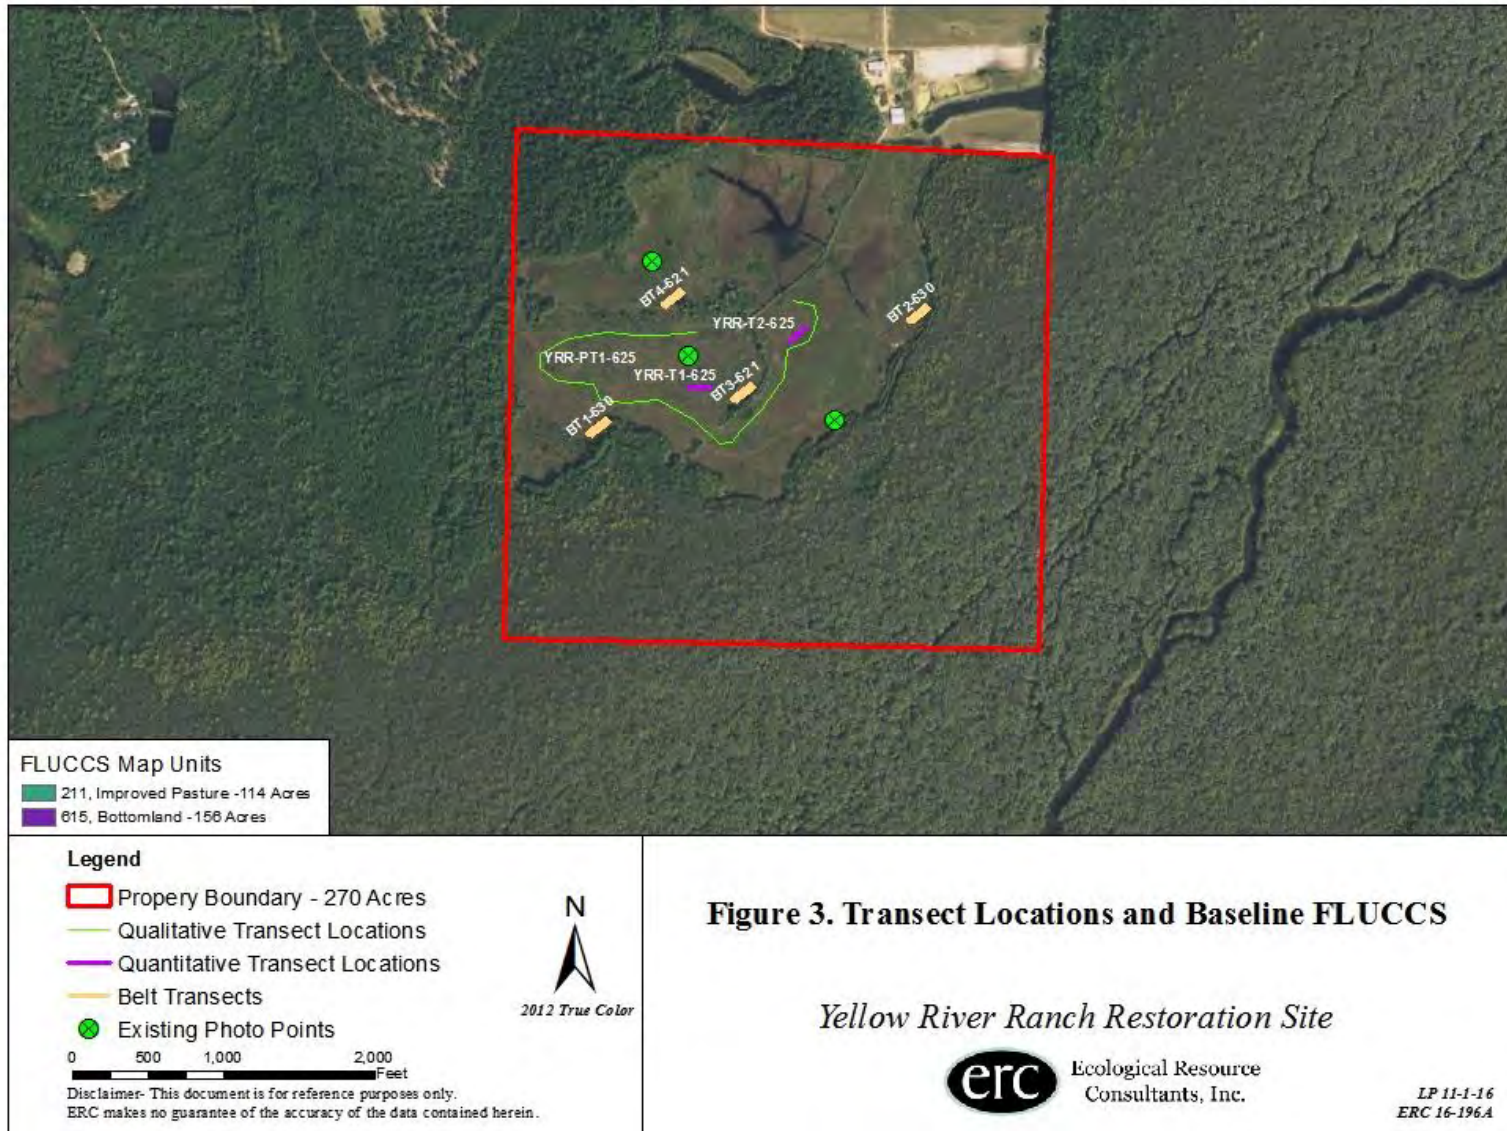 BT4-621
BT2-630
YRR-T2-625
YRR-PT1-625
YRR-T1-625
BT3-621
BT1-630
FLUCCS Map Units
211, Improved Pasture -114 Acres
615, Bottomland -156 Acres
Legend
Propery Boundary - 270 Acres
Qualitative Transect Locations
Quantitative Transect Locations
Belt Transects
Existing Photo Points
0 500 1,000 2,000
Feet
Disclaimer- This document is for reference purposes only.
ERC makes no guarantee of the accuracy of the data contained herein.
N
2012 True Color
Figure 3. Transect Locations and Baseline FLUCCS
Yellow River Ranch Restoration Site
erc
Ecological Resource
Consultants, Inc.
LP 11-1-16
ERC 16-196A